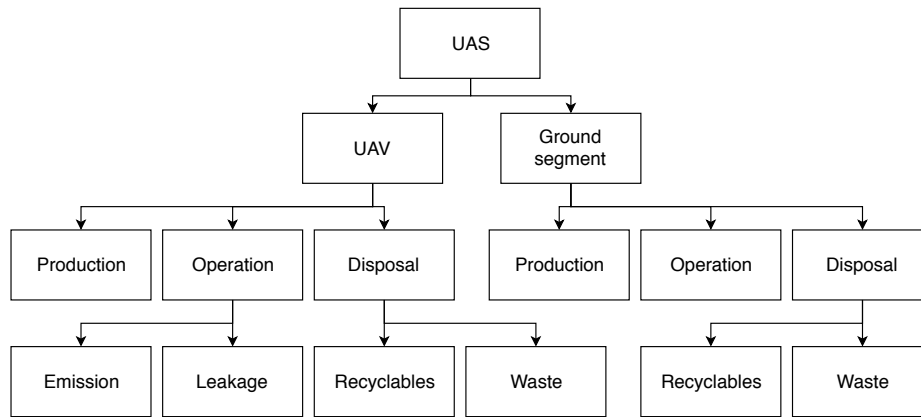 UAS
UAV
Ground
segment
Production
Operation
Disposal
Production
Operation
Disposal
Emission
Leakage
Recyclables
Waste
Recyclables
Waste